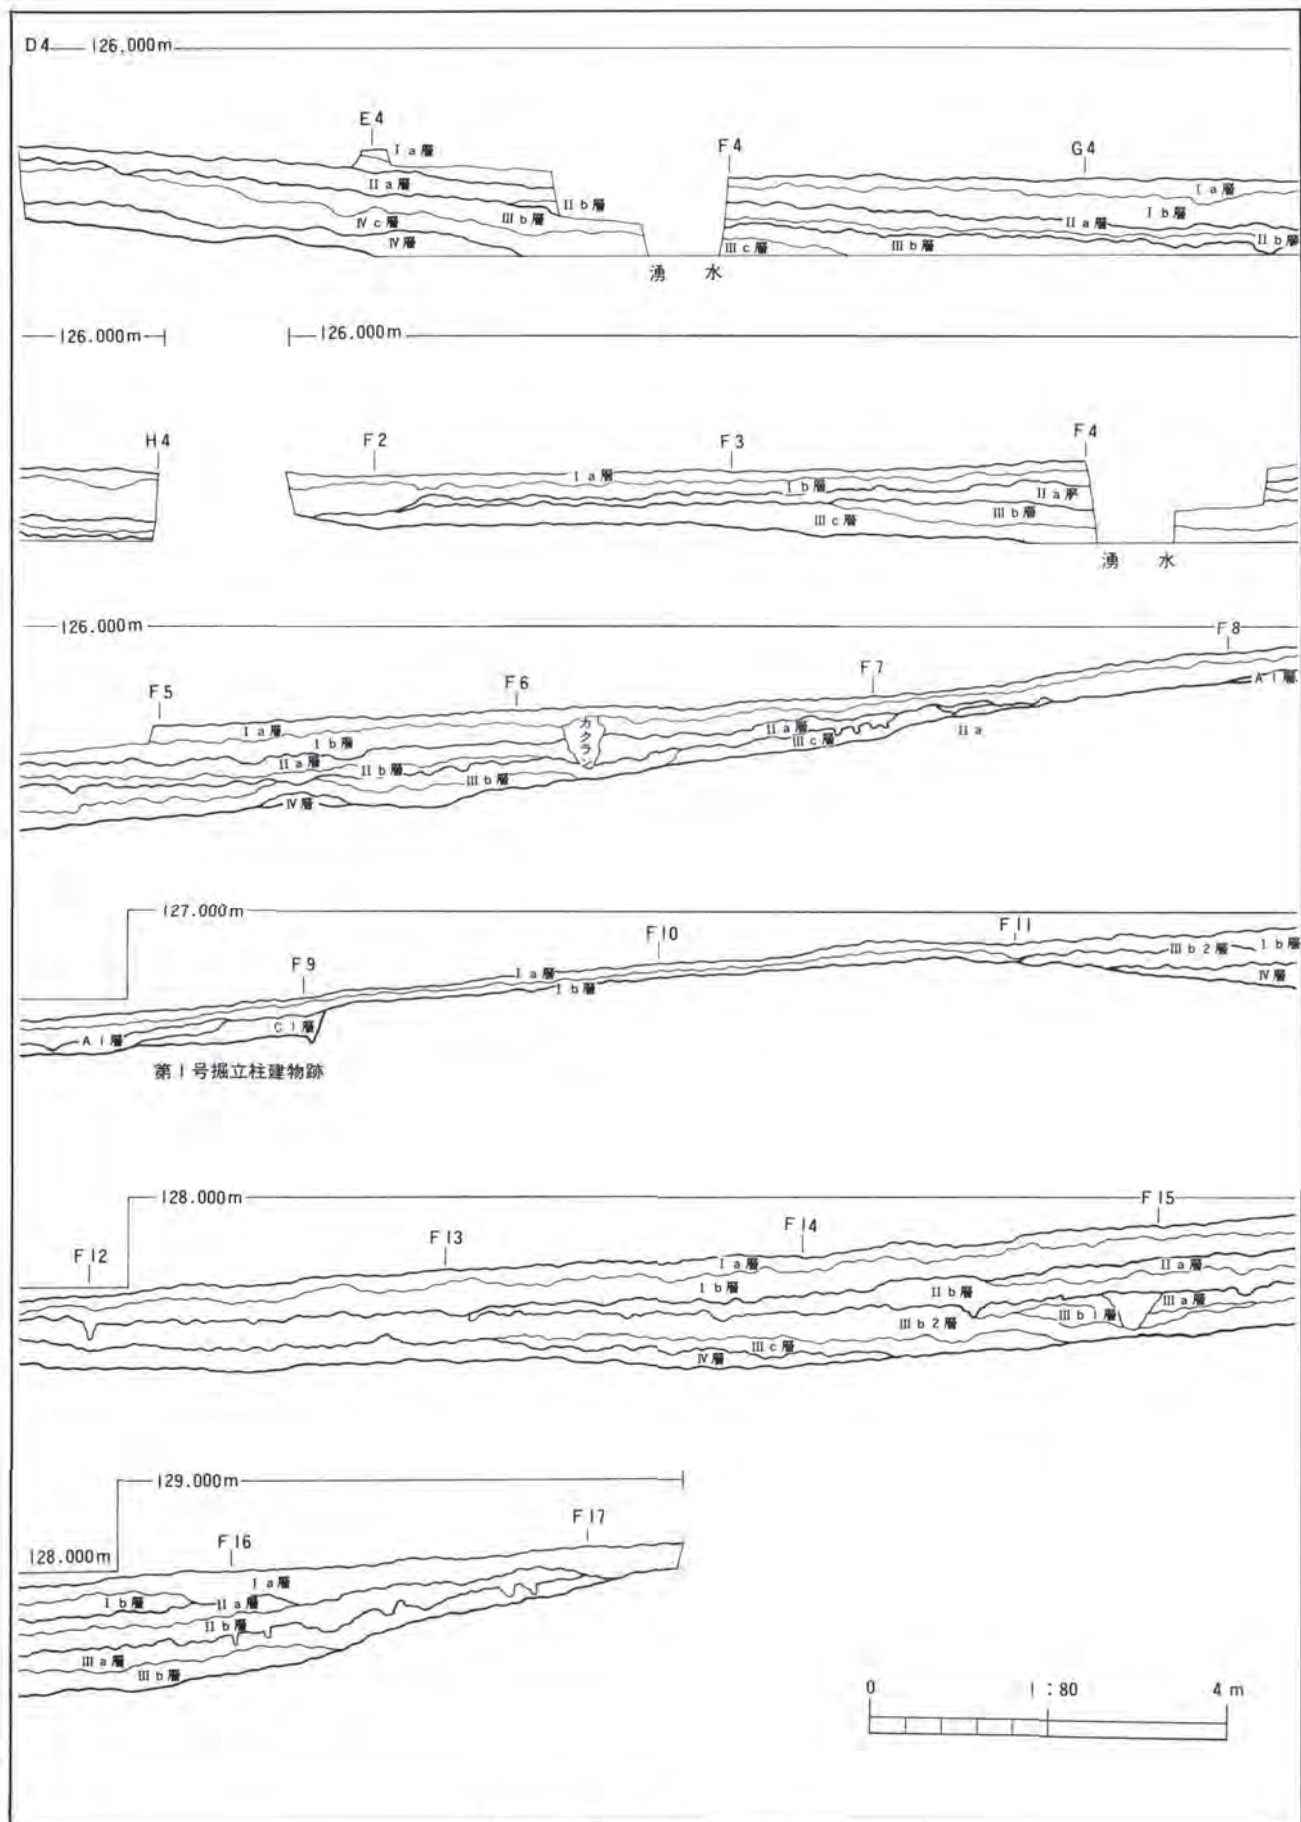 D4 126,000m
E4
Ⅰa層
F4
G4
Ⅰa層
Ⅱa層
Ⅱb層
Ⅰb層
Ⅳc層
Ⅲb層
Ⅱa層
Ⅳ層
Ⅲc層
Ⅲb層
Ⅱb層
湧 水
126.000m
126.000m
H4
F2
F3
F4
Ⅰa層
Ⅰb層
Ⅱa層
Ⅲc層
Ⅲb層
湧 水
126.000m
F8
F5
F6
F7
A1層
Ⅰa層
カクラン
Ⅱa層
Ⅱa
Ⅰb層
Ⅲc層
Ⅱa層
Ⅱb層
Ⅲb層
Ⅳ層
127.000m
F9
F10
F11
Ⅰa層
Ⅰb層
Ⅲb2層
Ⅰb層
Ⅳ層
A1層
C1層
第1号掘立柱建物跡
128.000m
F12
F13
F14
F15
Ⅰa層
Ⅱa層
Ⅰb層
Ⅱb層
Ⅲa層
Ⅲb2層
Ⅲb1層
Ⅲc層
Ⅳ層
129.000m
F16
F17
128.000m
Ⅰa層
Ⅰb層
Ⅱa層
Ⅱb層
Ⅲa層
Ⅲb層
0 1:80 4m